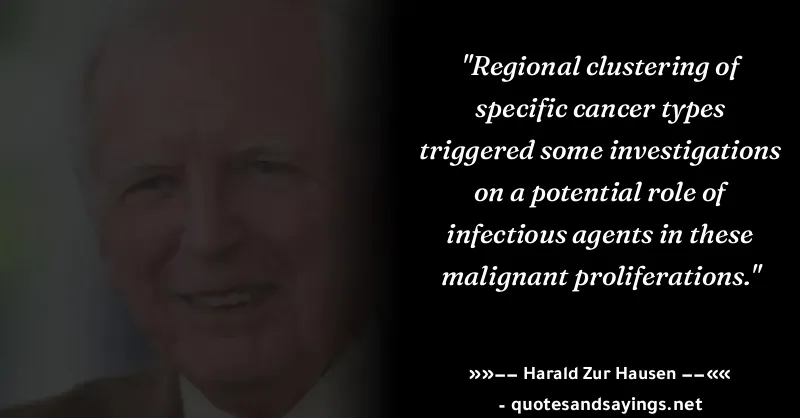 "Regional clustering of
specific cancer types
triggered some investigations
on a potential role of
infectious agents in these
malignant proliferations."
»»−− Harald Zur Hausen −−««
- quotesandsayings.net